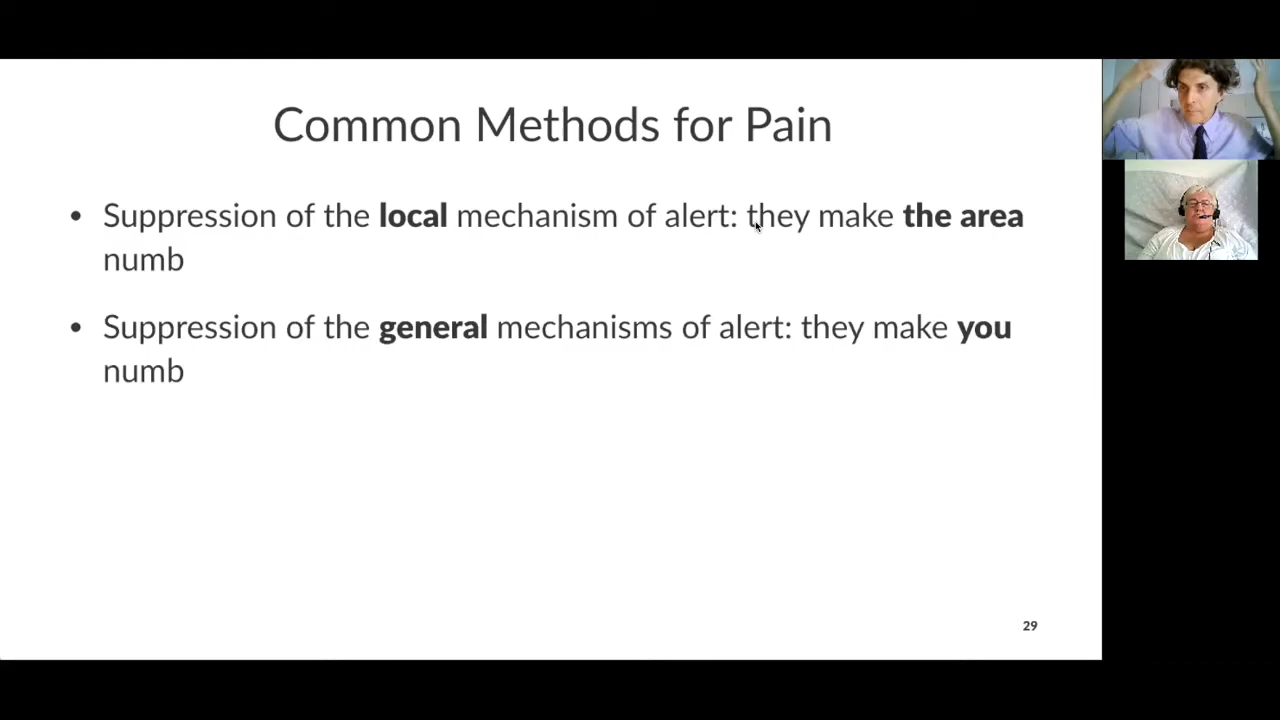 Common Methods for Pain
• Suppression of the local mechanism of alert: they make the area
numb
• Suppression of the general mechanisms of alert: they make you
numb
29